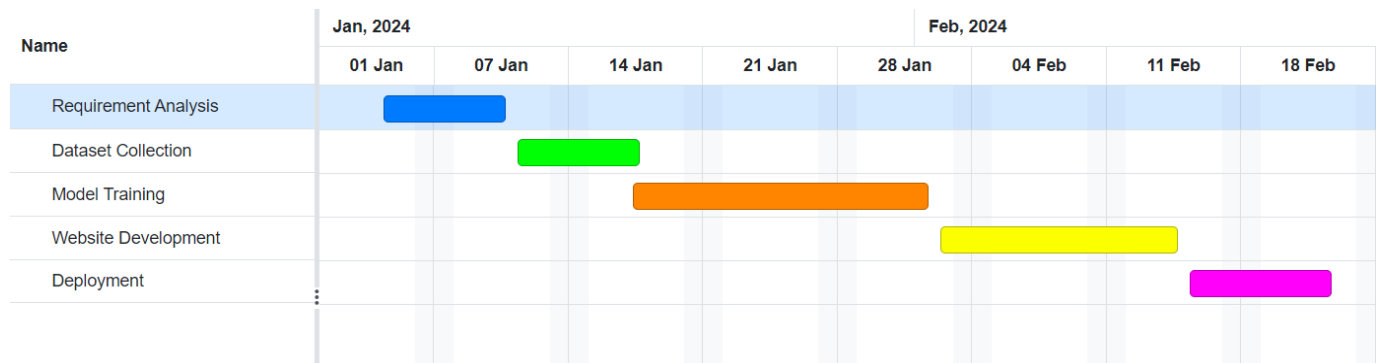 Name
Jan, 2024 Feb, 2024
01 Jan 07 Jan 14 Jan 21 Jan 28 Jan 04 Feb 11 Feb 18 Feb
Requirement Analysis
Dataset Collection
Model Training
Website Development
Deployment